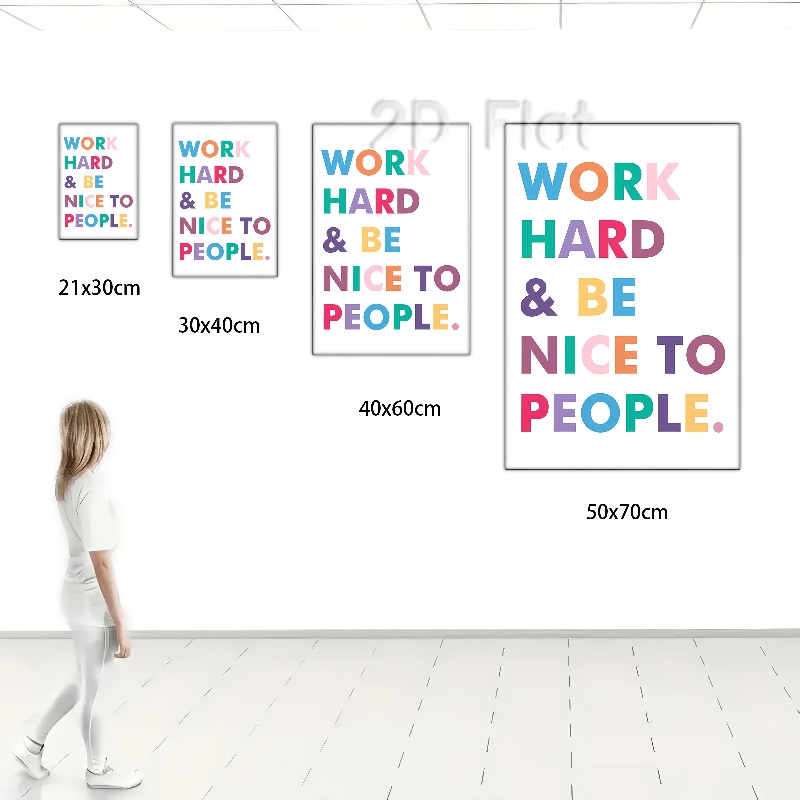 2D Flat
WORK
HARD
& BE
NICE TO
PEOPLE.
21x30cm
WORK
HARD
& BE
NICE TO
PEOPLE.
30x40cm
WORK
HARD
& BE
NICE TO
PEOPLE.
40x60cm
WORK
HARD
& BE
NICE TO
PEOPLE.
50x70cm